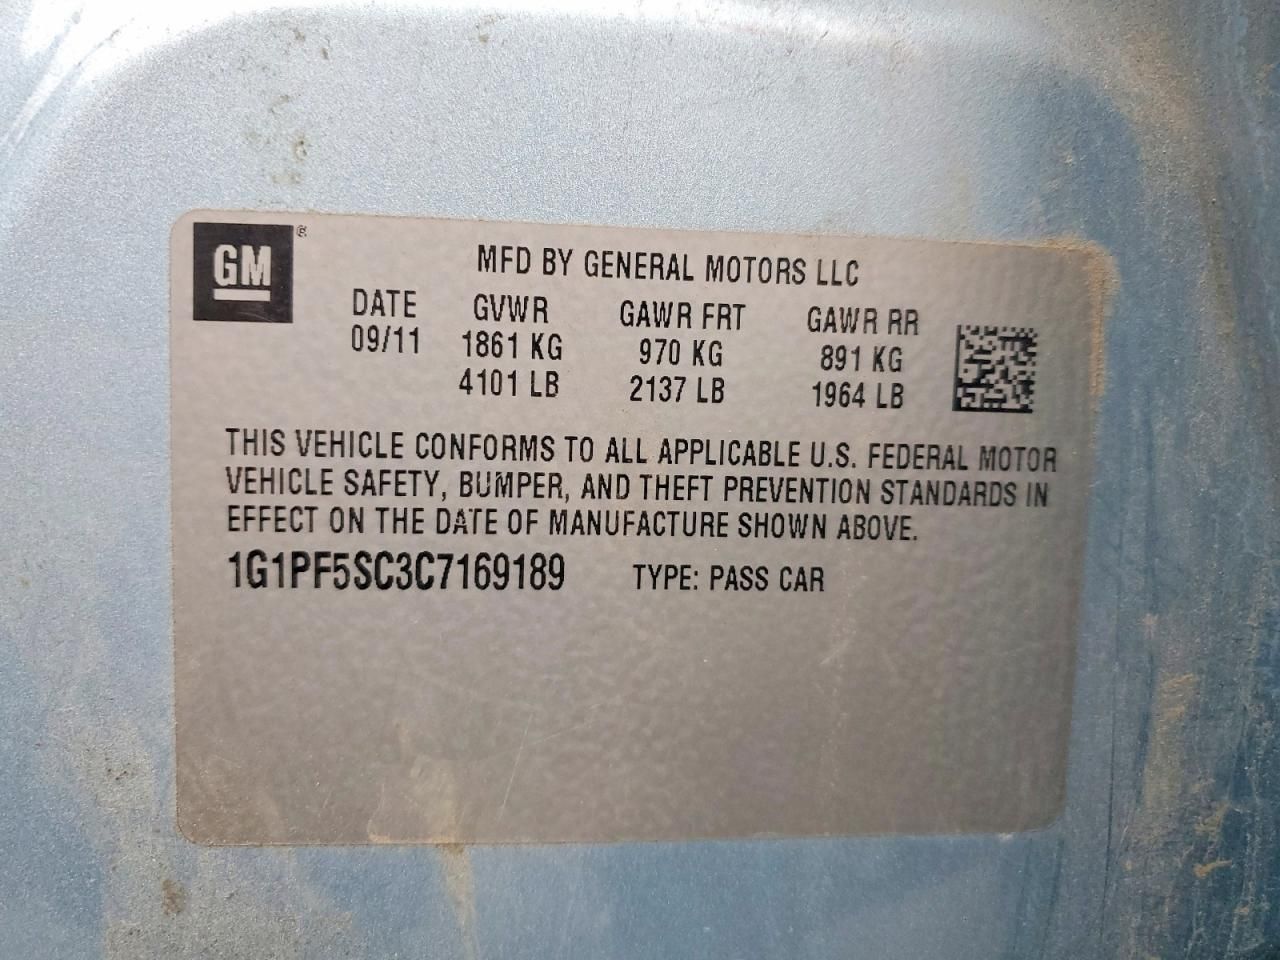 GM®
MFD BY GENERAL MOTORS LLC
DATE GVWR GAWR FRT GAWR RR
09/11 1861 KG 970 KG 891 KG
4101 LB 2137 LB 1964 LB
THIS VEHICLE CONFORMS TO ALL APPLICABLE U.S. FEDERAL MOTOR
VEHICLE SAFETY, BUMPER, AND THEFT PREVENTION STANDARDS IN
EFFECT ON THE DATE OF MANUFACTURE SHOWN ABOVE.
1G1PF5SC3C7169189 TYPE: PASS CAR